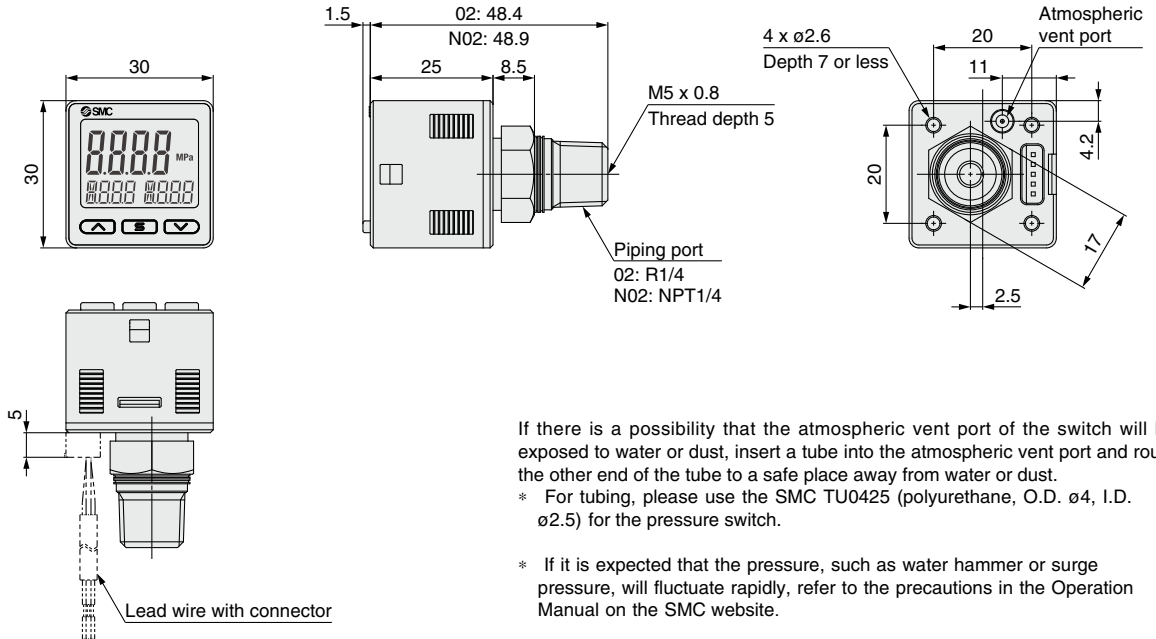 1.5
02: 48.4
N02: 48.9
25
8.5
M5 x 0.8
Thread depth 5
Piping port
02: R1/4
N02: NPT1/4
30
30
SMC
8.8.8.8 MPa
4 x ø2.6
Depth 7 or less
20
Atmospheric
vent port
11
4.2
20
17
2.5
5
Lead wire with connector
If there is a possibility that the atmospheric vent port of the switch will
exposed to water or dust, insert a tube into the atmospheric vent port and rou
the other end of the tube to a safe place away from water or dust.
* For tubing, please use the SMC TU0425 (polyurethane, O.D. ø4, I.D.
ø2.5) for the pressure switch.
* If it is expected that the pressure, such as water hammer or surge
pressure, will fluctuate rapidly, refer to the precautions in the Operation
Manual on the SMC website.